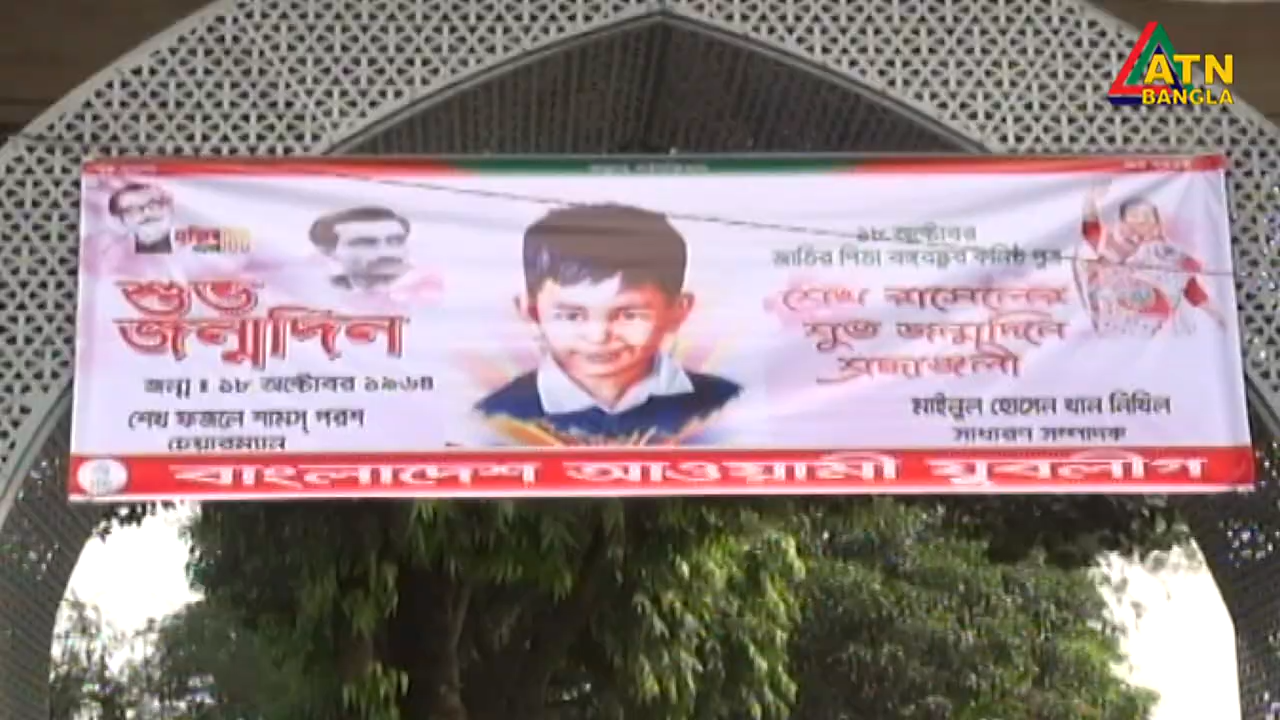 ATN
BANGLA
শুভ
জন্মদিন
জন্ম ঃ ১৮ অক্টোবর ১৯৬৪
শেখ ফজলে শামস্ পরশ
চেয়ারম্যান
১৮ অক্টোবর
জাতির পিতা বঙ্গবন্ধুর কনিষ্ঠ পুত্র
শেখ রাসেলের
শুভ জন্মদিনে
শ্রদ্ধাঞ্জলী
মাইনুল হোসেন খান নিখিল
সাধারণ সম্পাদক
বাংলাদেশ আওয়ামী যুবলীগ